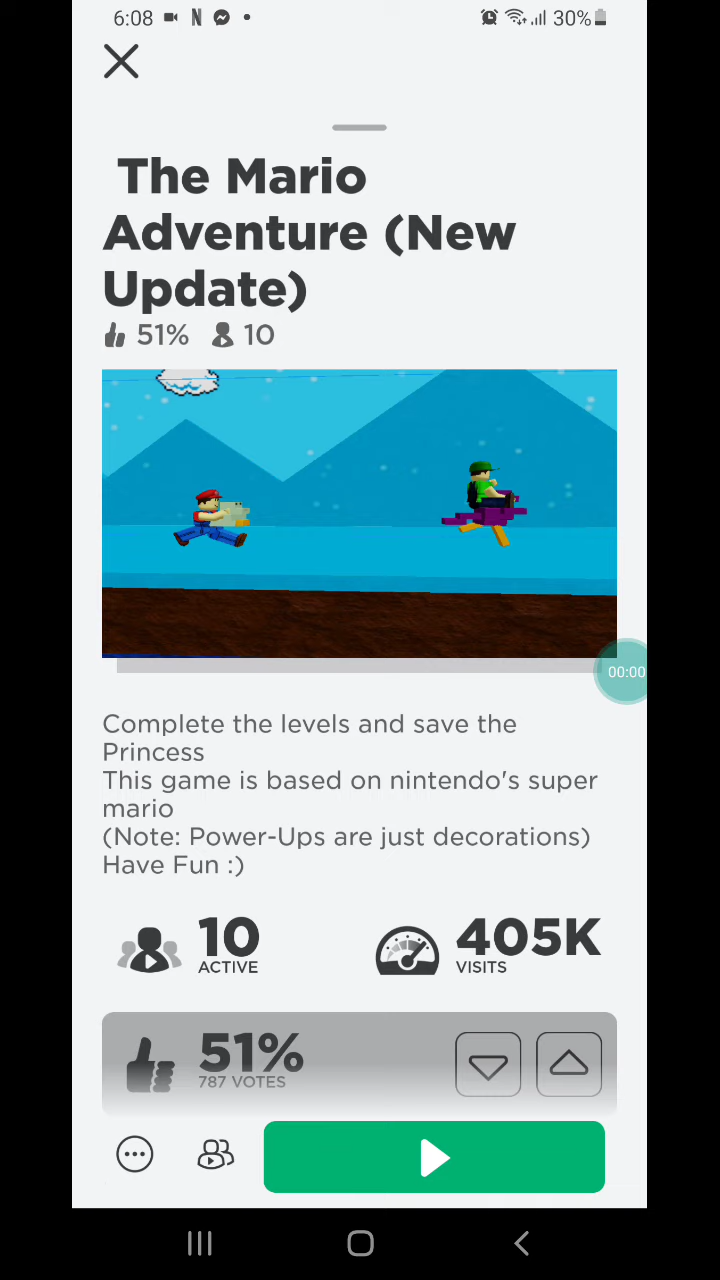 6:08 N 30%
The Mario
Adventure (New
Update)
51% 10
00:00
Complete the levels and save the
Princess
This game is based on nintendo's super
mario
(Note: Power-Ups are just decorations)
Have Fun :)
10 405K
ACTIVE VISITS
51%
787 VOTES